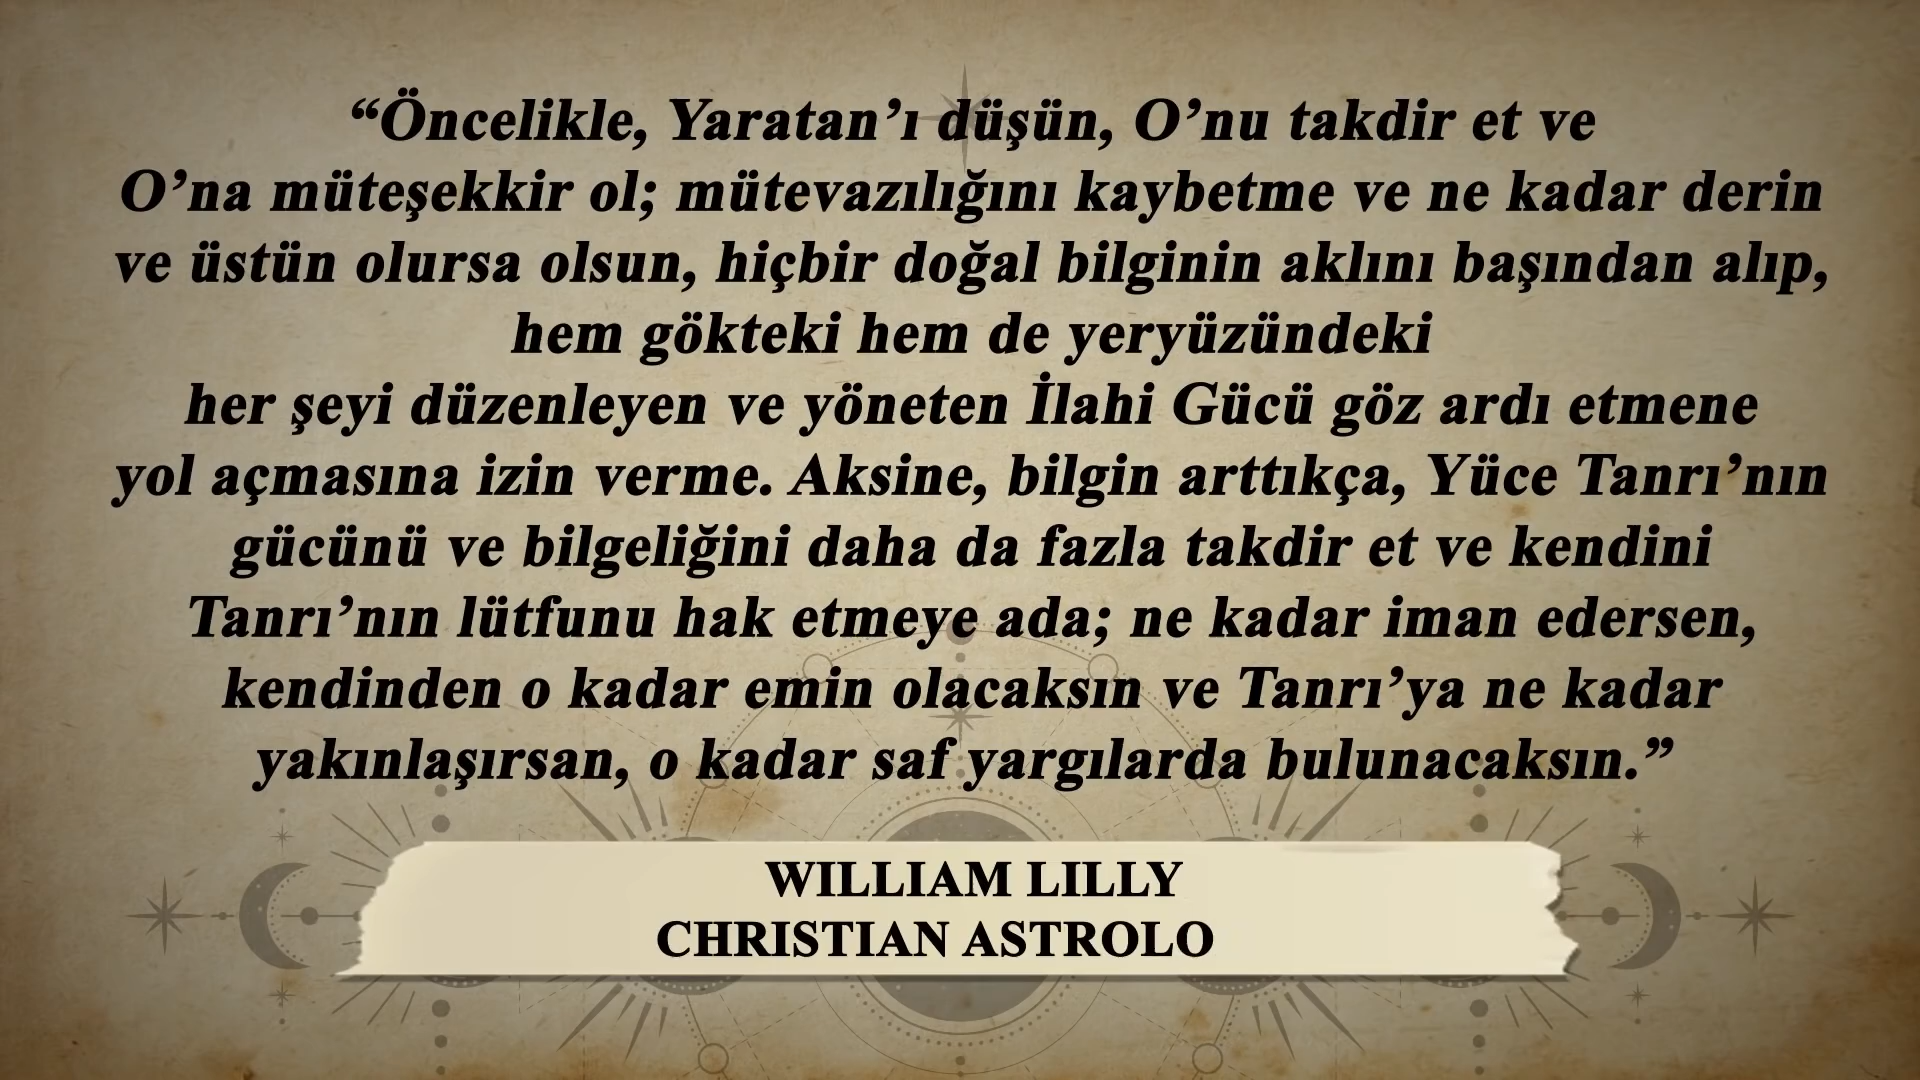 “Öncelikle, Yaratan’ı düşün, O’nu takdir et ve
O’na müteşekkir ol; mütevazılığını kaybetme ve ne kadar derin
ve üstün olursa olsun, hiçbir doğal bilginin aklını başından alıp,
hem gökteki hem de yeryüzündeki
her şeyi düzenleyen ve yöneten İlahi Gücü göz ardı etmene
yol açmasına izin verme. Aksine, bilgin arttıkça, Yüce Tanrı’nın
gücünü ve bilgeliğini daha da fazla takdir et ve kendini
Tanrı’nın lütfunu hak etmeye ada; ne kadar iman edersen,
kendinden o kadar emin olacaksın ve Tanrı’ya ne kadar
yakınlaşırsan, o kadar saf yargılarda bulunacaksın.”
WILLIAM LILLY
CHRISTIAN ASTROLO